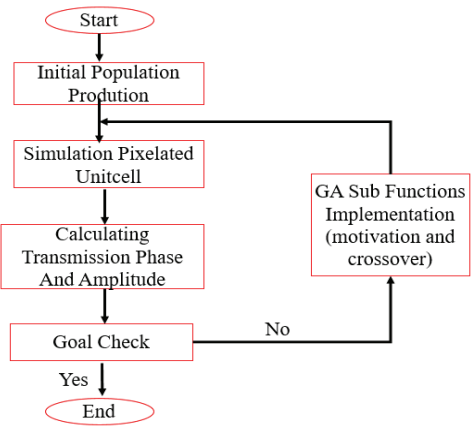 Start
Initial Population
Prodution
Simulation Pixelated
Unitcell
Calculating
Transmission Phase
And Amplitude
Goal Check
No
GA Sub Functions
Implementation
(motivation and
crossover)
Yes
End